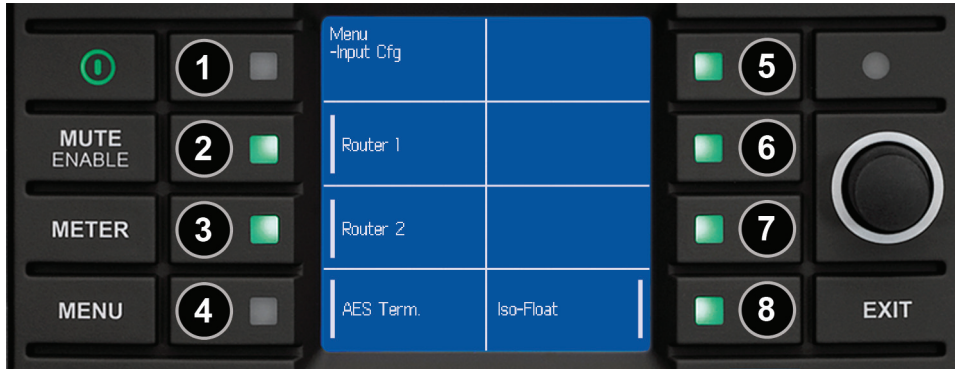 1
2
3
4
MUTE
ENABLE
METER
MENU
Menu
-Input Cfg
Router 1
Router 2
AES Term.
Iso-Float
5
6
7
8
EXIT